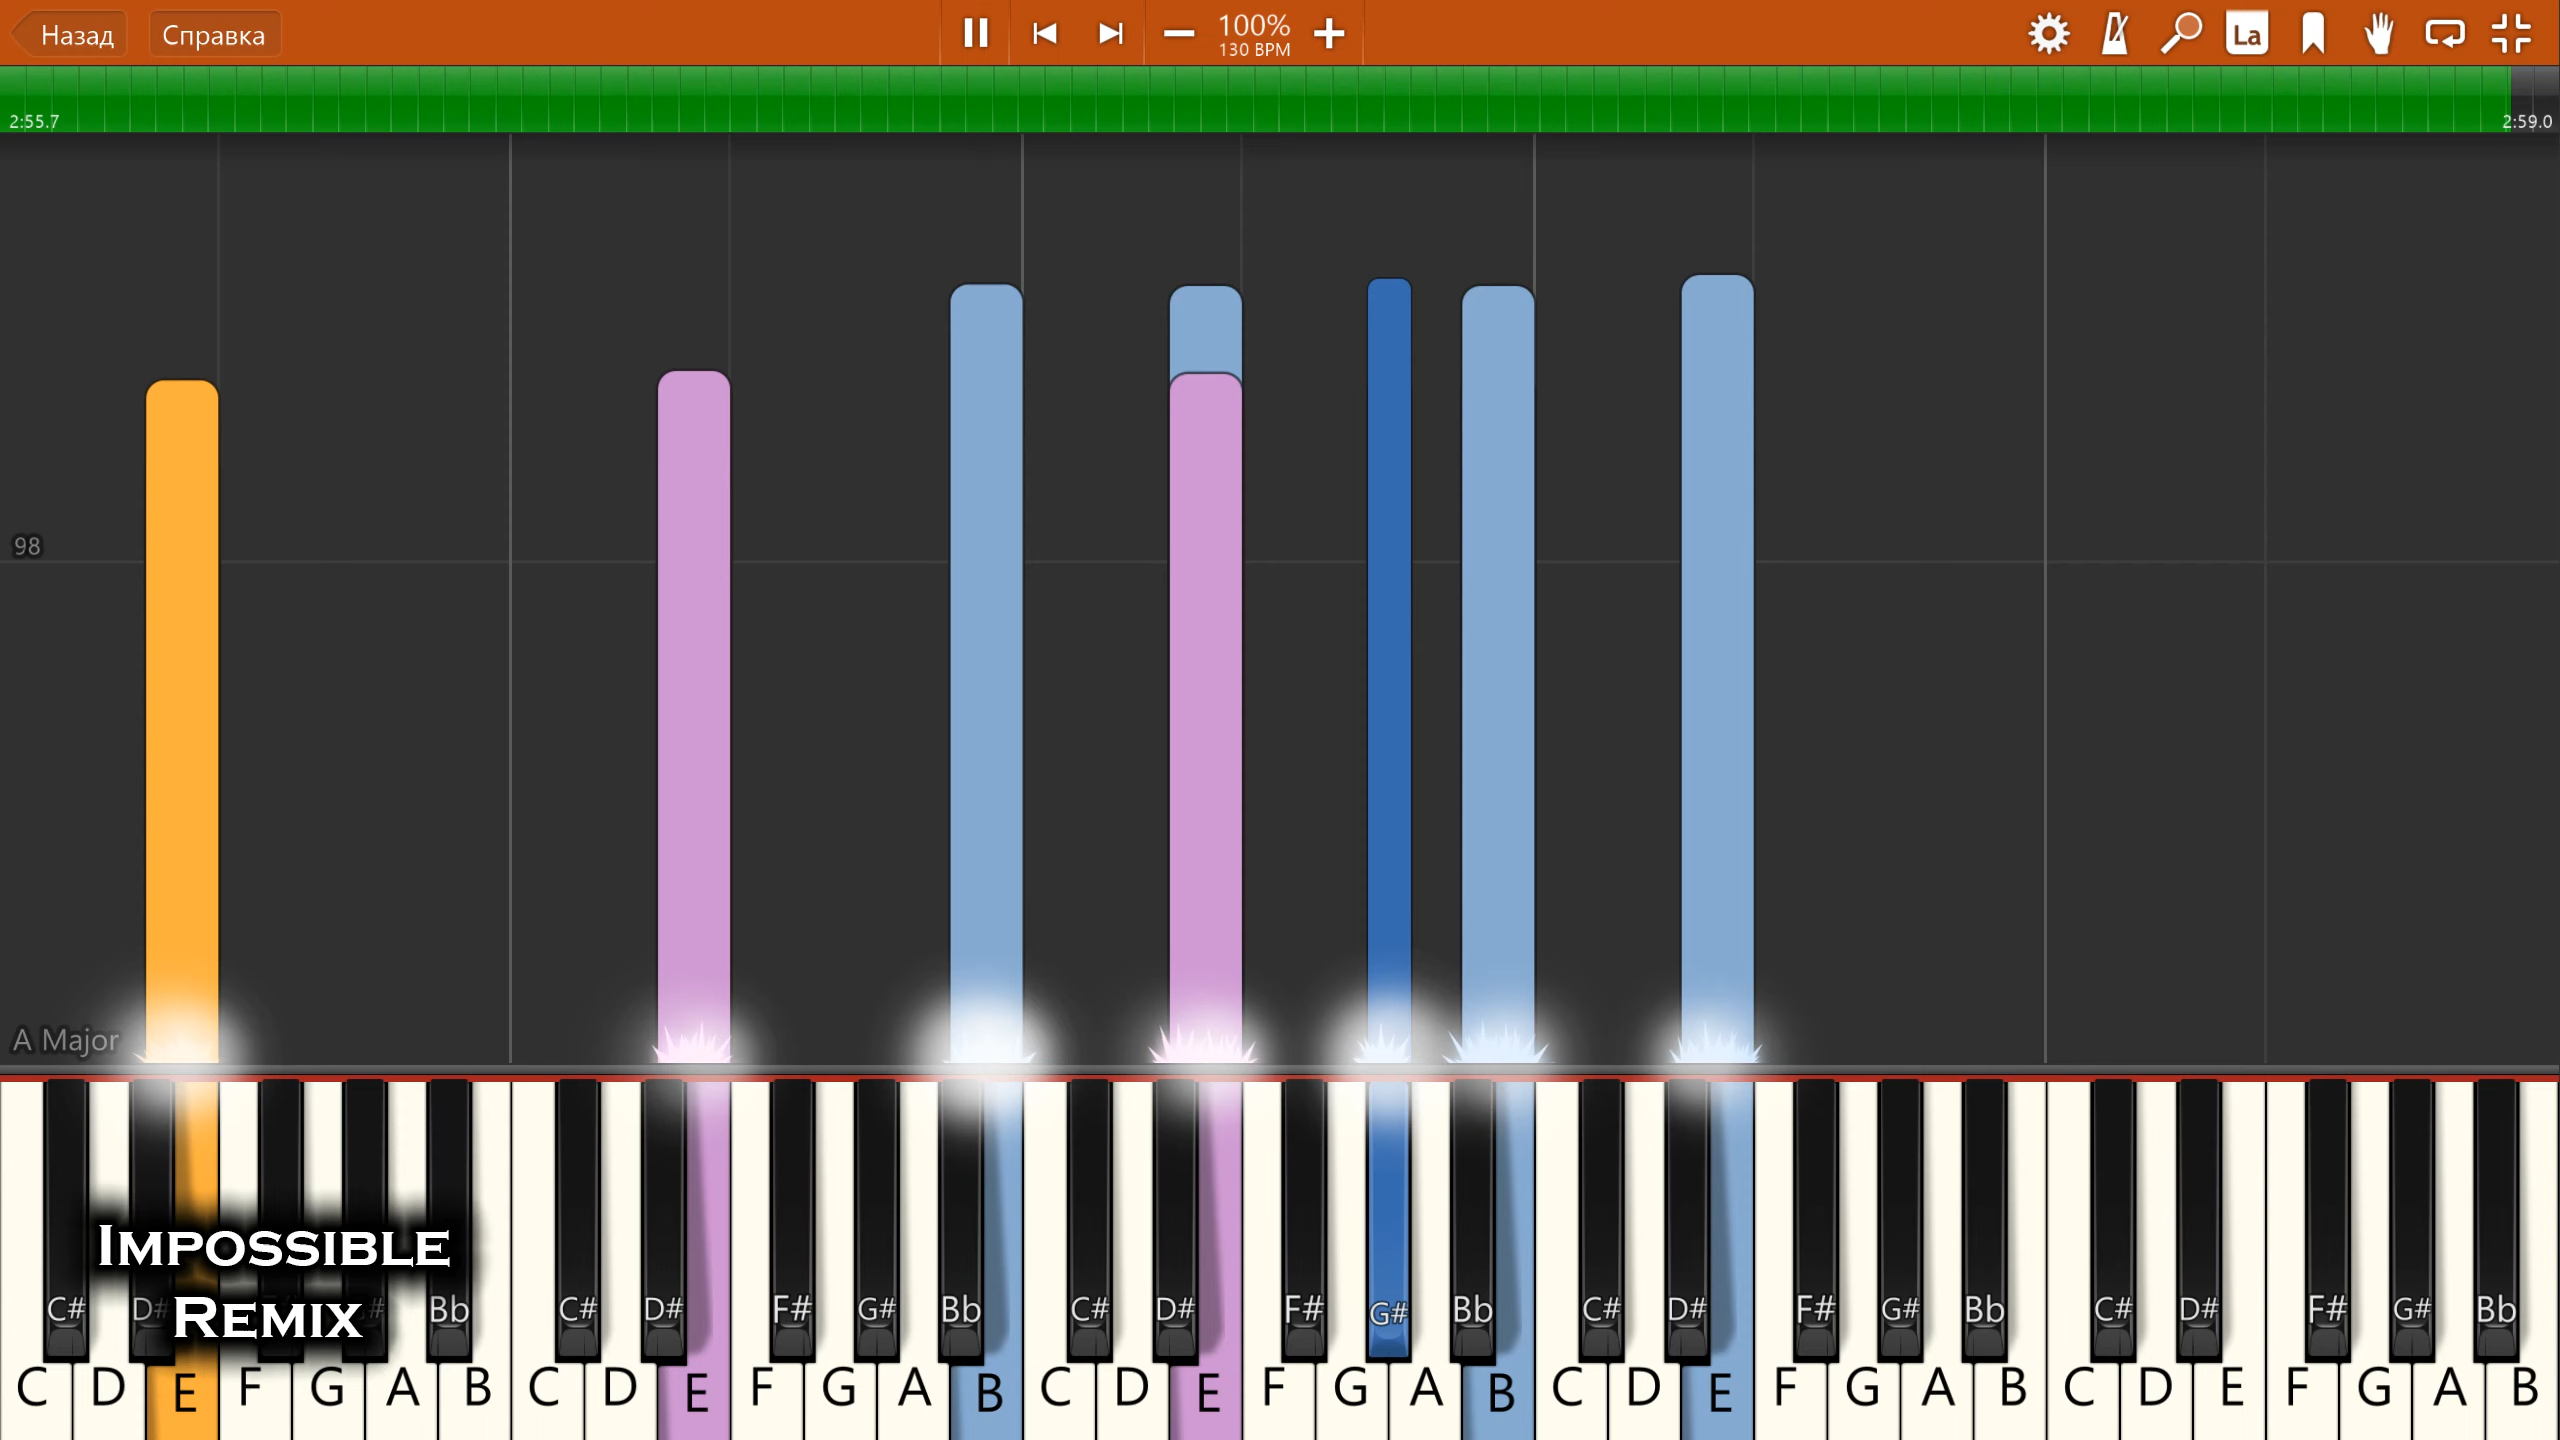 Назад Справка 100% La
130 BPM
2:55.7 2:59.0
98
A Major
Impossible
Remix
C# D# Bb C# D# F# G# Bb C# D# F# G# Bb C# D# F# G# Bb C# D# F# G# Bb
C D E F G A B C D E F G A B C D E F G A B C D E F G A B C D E F G A B